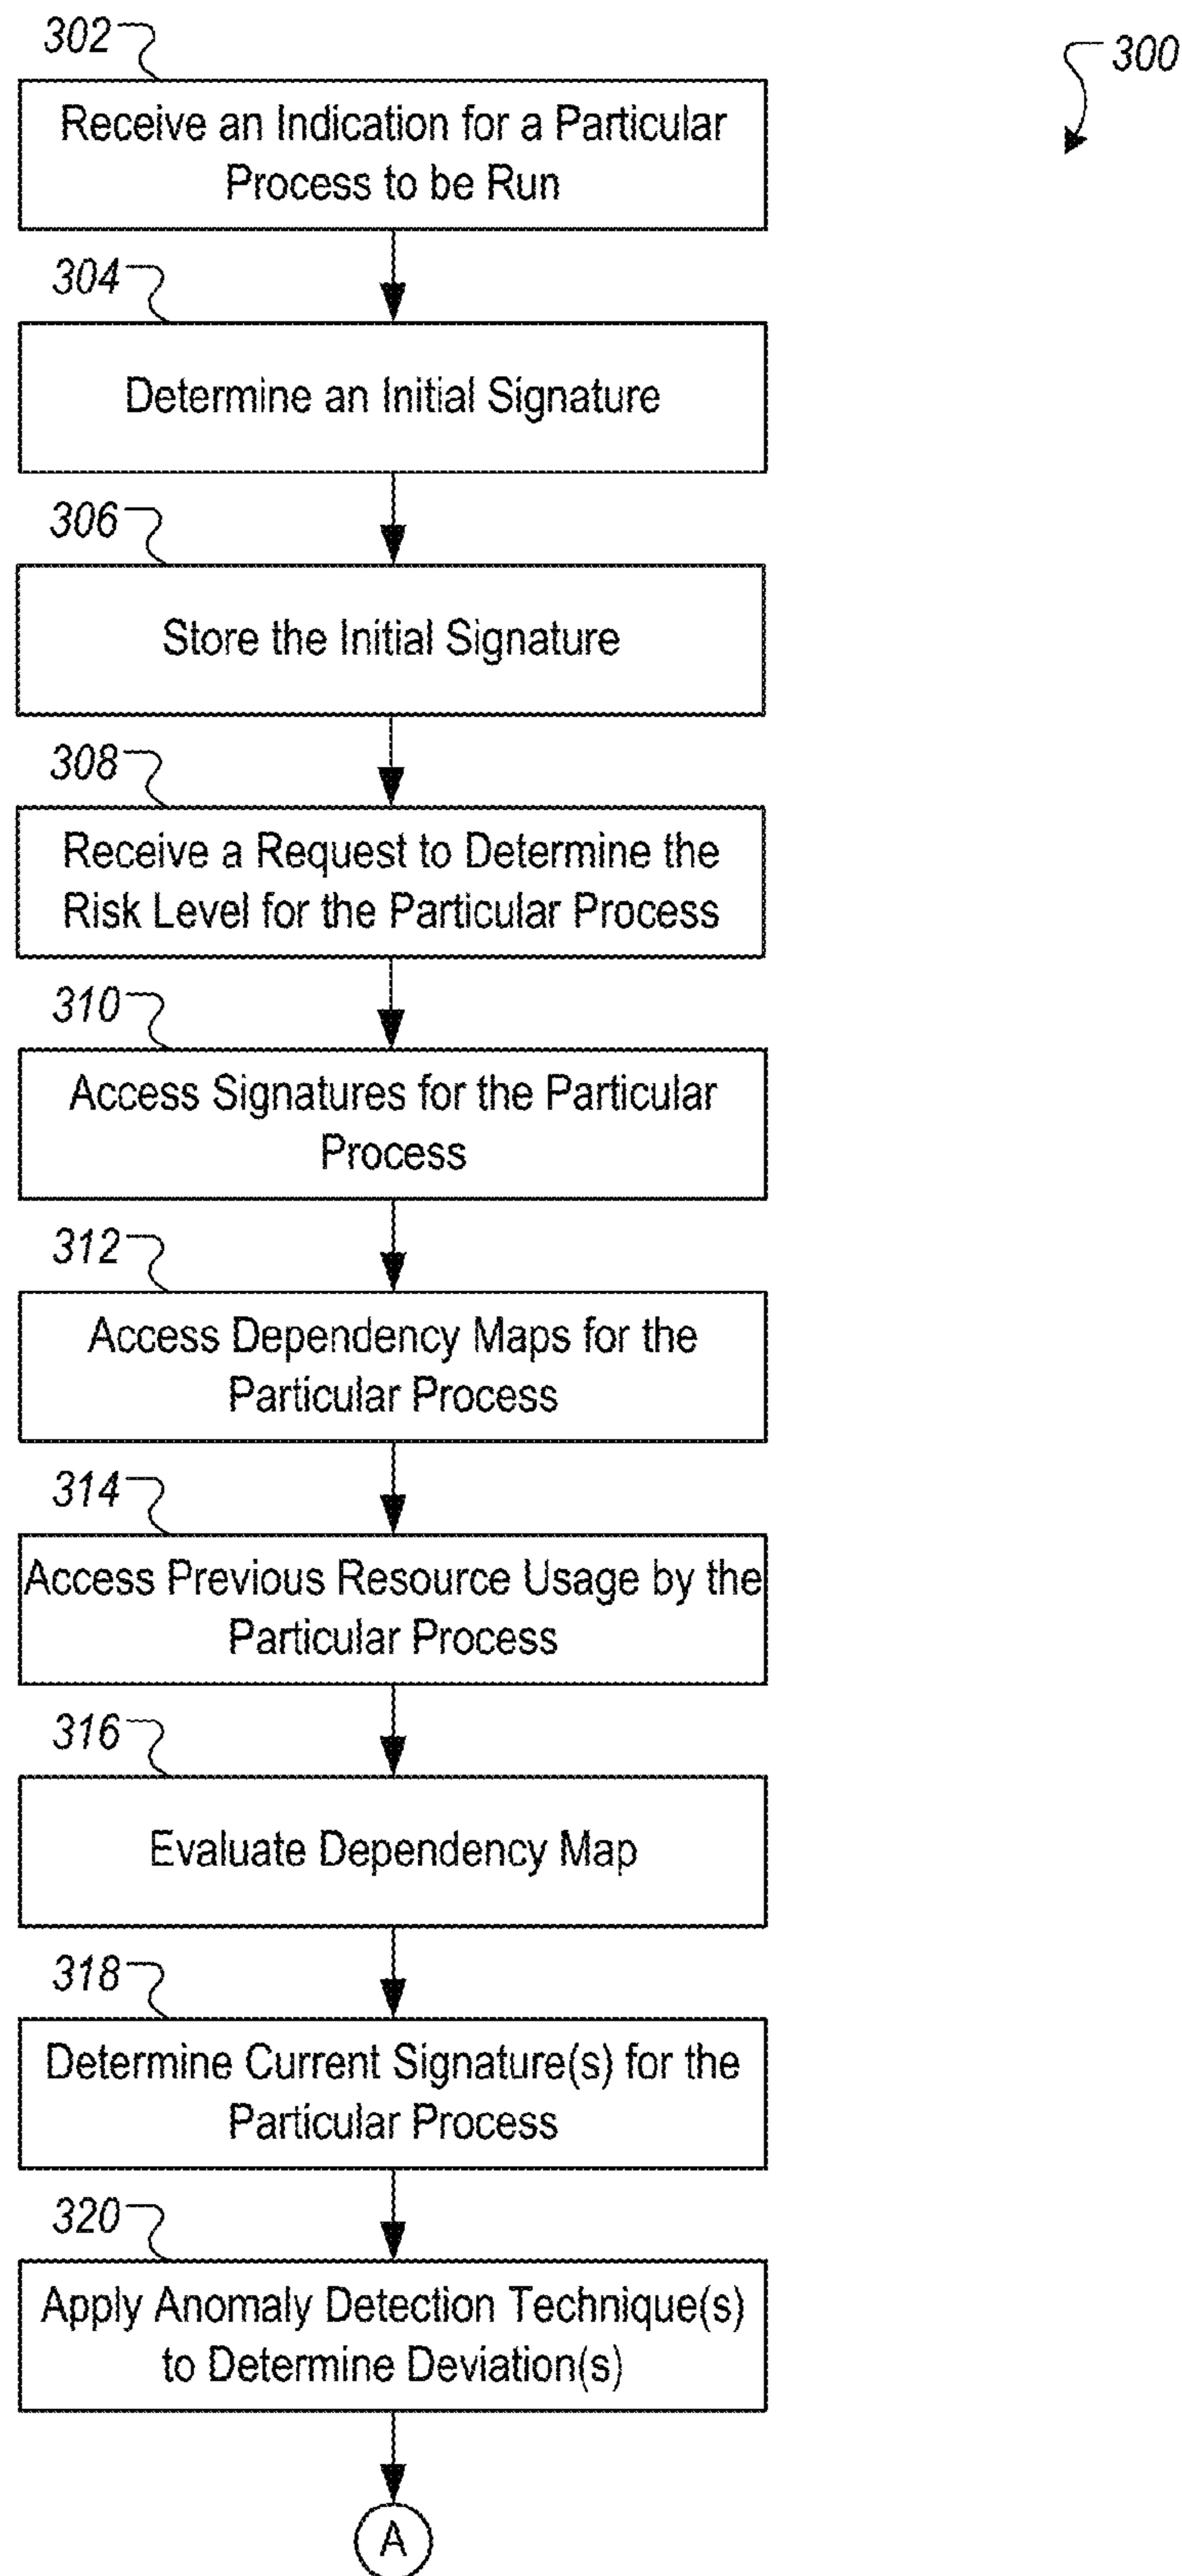 302
300
Receive an Indication for a Particular
Process to be Run
304
Determine an Initial Signature
306
Store the Initial Signature
308
Receive a Request to Determine the
Risk Level for the Particular Process
310
Access Signatures for the Particular
Process
312
Access Dependency Maps for the
Particular Process
314
Access Previous Resource Usage by the
Particular Process
316
Evaluate Dependency Map
318
Determine Current Signature(s) for the
Particular Process
320
Apply Anomaly Detection Technique(s)
to Determine Deviation(s)
A